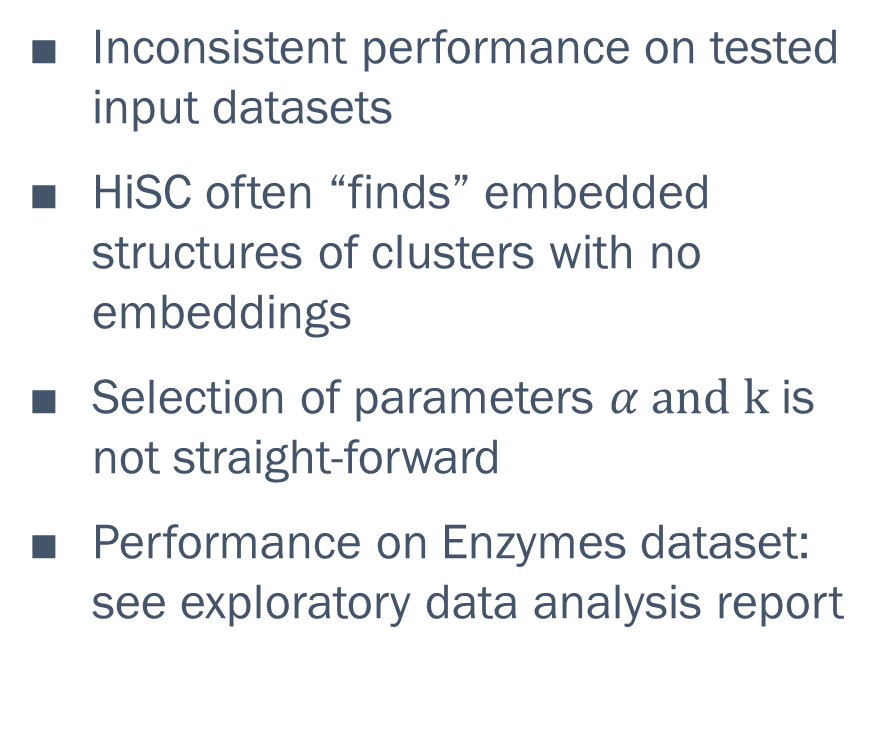 ■ Inconsistent performance on tested
input datasets
■ HiSC often “finds” embedded
structures of clusters with no
embeddings
■ Selection of parameters 𝛼 and k is
not straight-forward
■ Performance on Enzymes dataset:
see exploratory data analysis report